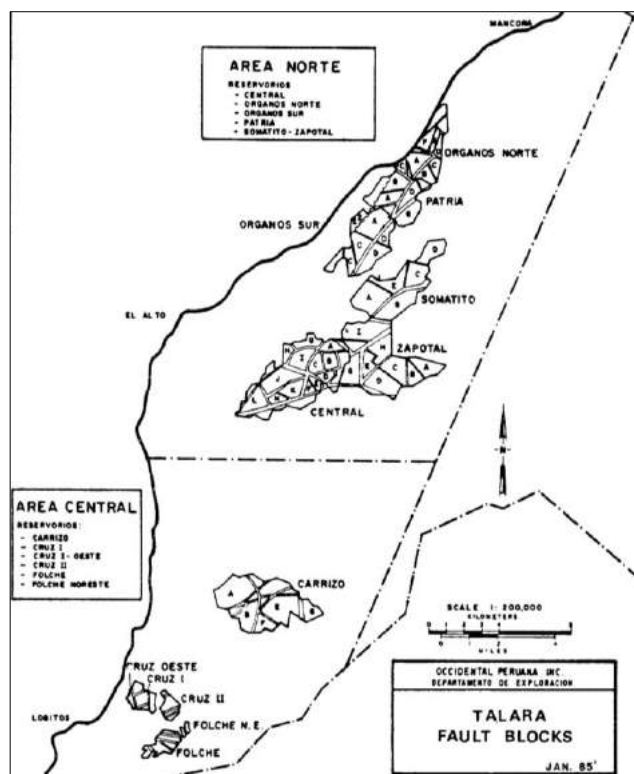 MANCORA
AREA NORTE
RESERVORIOS
- CENTRAL
- ORGANOS NORTE
- ORGANOS SUR
- PATRIA
- SOMATITO - ZAPOTAL
ORGANOS NORTE
PATRIA
ORGANOS SUR
SOMATITO
EL ALTO
ZAPOTAL
CENTRAL
N
AREA CENTRAL
RESERVORIOS:
- CARRIZO
- CRUZ I
- CRUZ I - OESTE
- CRUZ II
- FOLCHE
- FOLCHE NORESTE
CARRIZO
SCALE 1: 200,000
KILOMETERS
MILES
CRUZ OESTE
CRUZ I
CRUZ II
LOBITOS
FOLCHE N.E.
FOLCHE
OCCIDENTAL PERUANA INC.
DEPARTAMENTO DE EXPLORACION
TALARA
FAULT BLOCKS
JAN. 85'